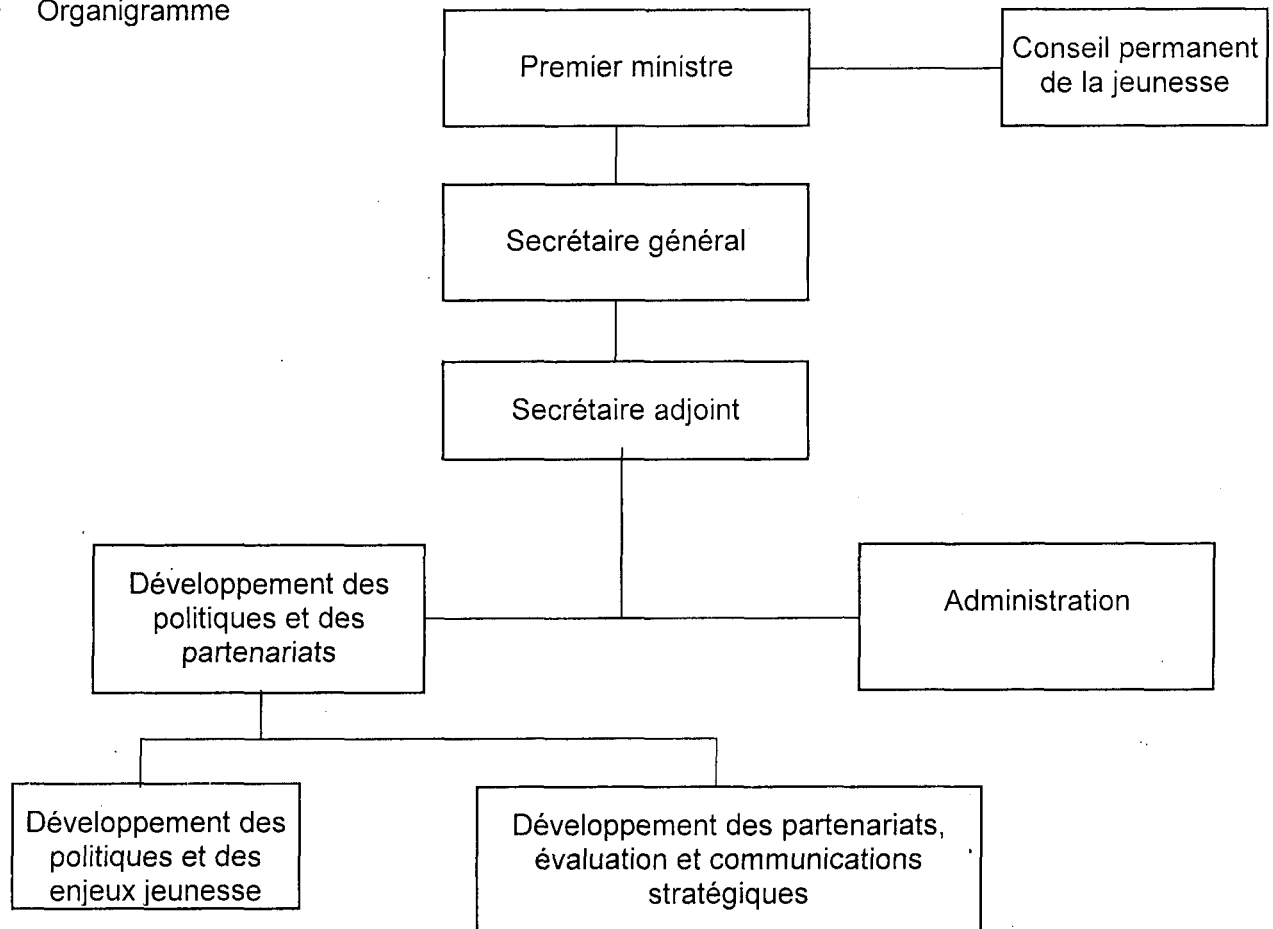 Organigramme
Premier ministre
Conseil permanent
de la jeunesse
Secrétaire général
Secrétaire adjoint
Développement des
politiques et des
partenariats
Administration
Développement des
politiques et des
enjeux jeunesse
Développement des partenariats,
évaluation et communications
stratégiques